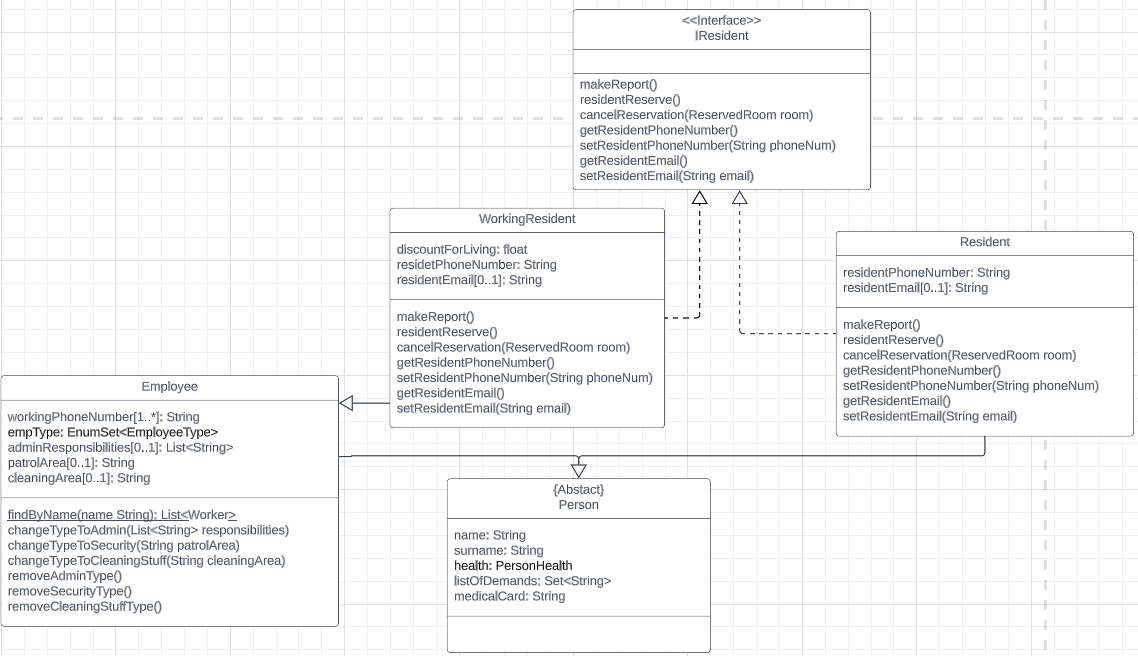 <<Interface>>
IResident
makeReport()
residentReserve()
cancelReservation(ReservedRoom room)
getResidentPhoneNumber()
setResidentPhoneNumber(String phoneNum)
getResidentEmail()
setResidentEmail(String email)
WorkingResident
discountForLiving: float
residetPhoneNumber: String
residentEmail[0..1]: String
makeReport()
residentReserve()
cancelReservation(ReservedRoom room)
getResidentPhoneNumber()
setResidentPhoneNumber(String phoneNum)
getResidentEmail()
setResidentEmail(String email)
Resident
residentPhoneNumber: String
residentEmail[0..1]: String
makeReport()
residentReserve()
cancelReservation(ReservedRoom room)
getResidentPhoneNumber()
setResidentPhoneNumber(String phoneNum)
getResidentEmail()
setResidentEmail(String email)
Employee
workingPhoneNumber[1..*]: String
empType: EnumSet<EmployeeType>
adminResponsibilities[0..1]: List<String>
patrolArea[0..1]: String
cleaningArea[0..1]: String
findByName(name String): List<Worker>
changeTypeToAdmin(List<String> responsibilities)
changeTypeToSecurity(String patrolArea)
changeTypeToCleaningStuff(String cleaningArea)
removeAdminType()
removeSecurityType()
removeCleaningStuffType()
{Abstact}
Person
name: String
surname: String
health: PersonHealth
listOfDemands: Set<String>
medicalCard: String